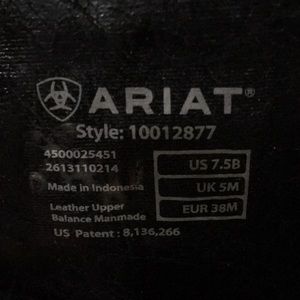 ARIAT®
Style: 10012877
4500025451
2613110214
US 7.5B
Made in Indonesia
UK 5M
Leather Upper
Balance Manmade
EUR 38M
US Patent : 8,136,266